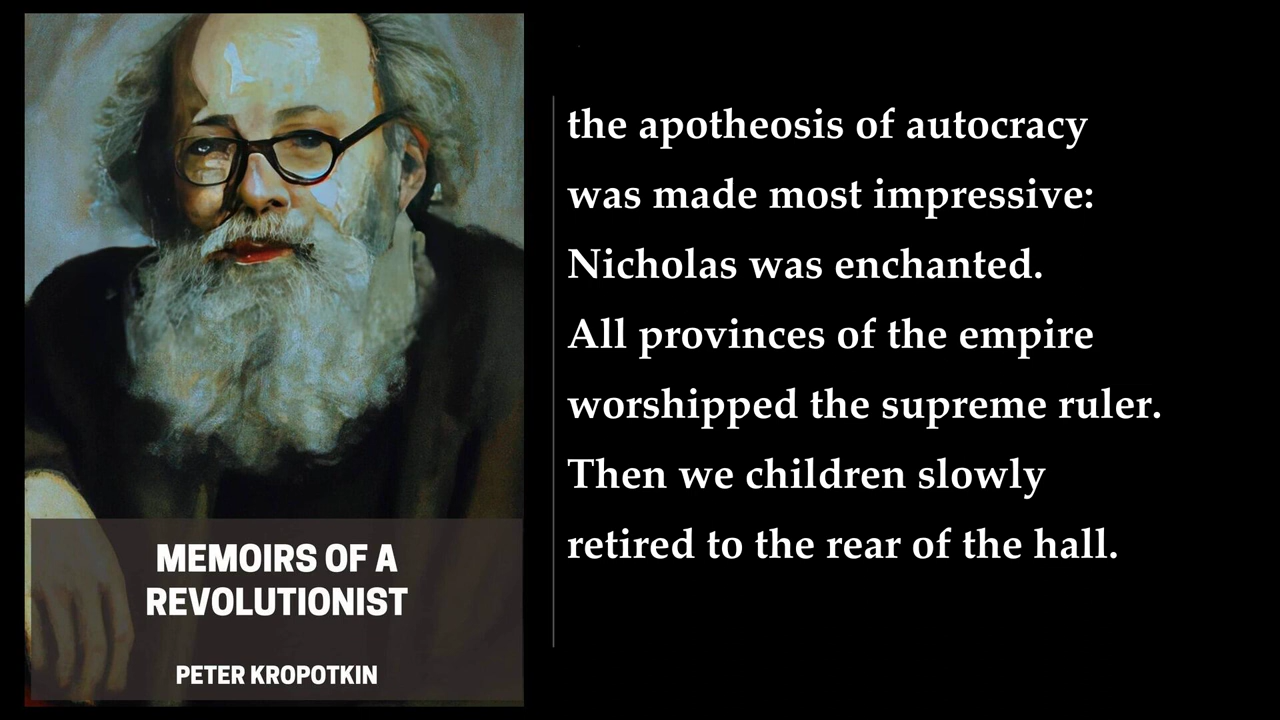 MEMOIRS OF A
REVOLUTIONIST
PETER KROPOTKIN
the apotheosis of autocracy
was made most impressive:
Nicholas was enchanted.
All provinces of the empire
worshipped the supreme ruler.
Then we children slowly
retired to the rear of the hall.